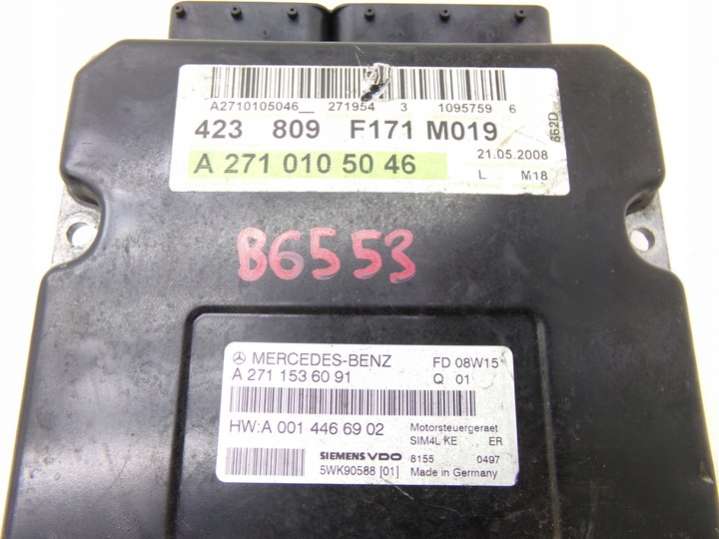 A2710105046__ 271954 3 1095759 6
423 809 F171 M019
662D
21.05.2008
A 271 010 50 46
L M18
B6553
MERCEDES-BENZ FD 08W15
A 271 153 60 91 Q 01
HW:A 001 446 69 02 Motorsteuergeraet
SIM4L KE ER
SIEMENS VDO 8155 0497
5WK90588 [01] Made in Germany